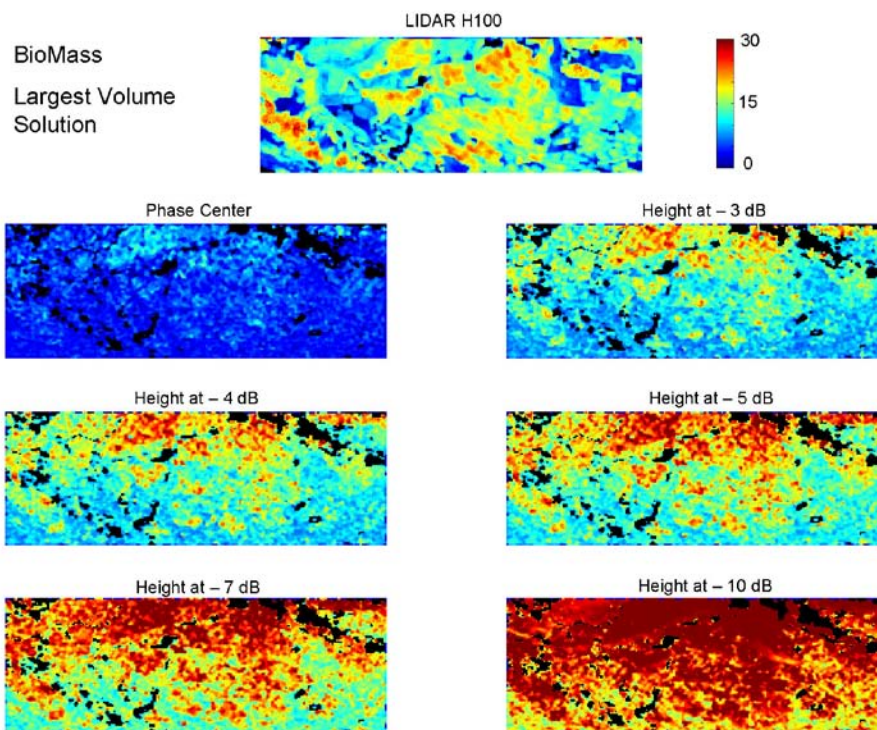 LIDAR H100
BioMass
Largest Volume
Solution
30
15
0
Phase Center
Height at – 3 dB
Height at – 4 dB
Height at – 5 dB
Height at – 7 dB
Height at – 10 dB